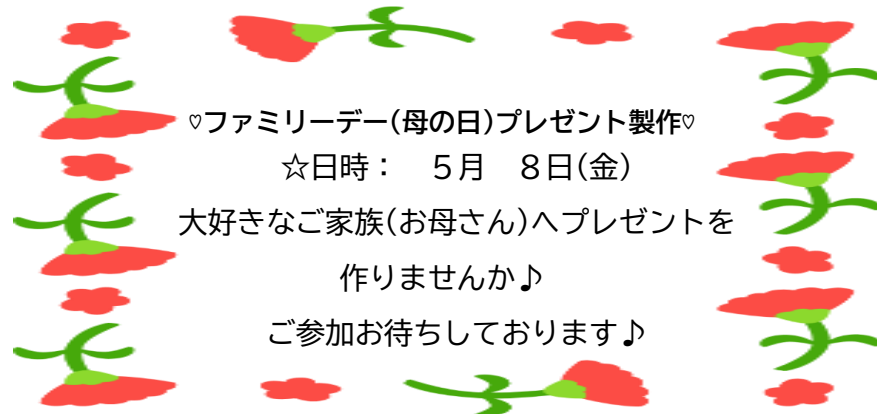 ♡ファミリーデー(母の日)プレゼント製作♡
☆日時：　５月　８日(金)
大好きなご家族(お母さん)へプレゼントを
作りませんか♪
ご参加お待ちしております♪